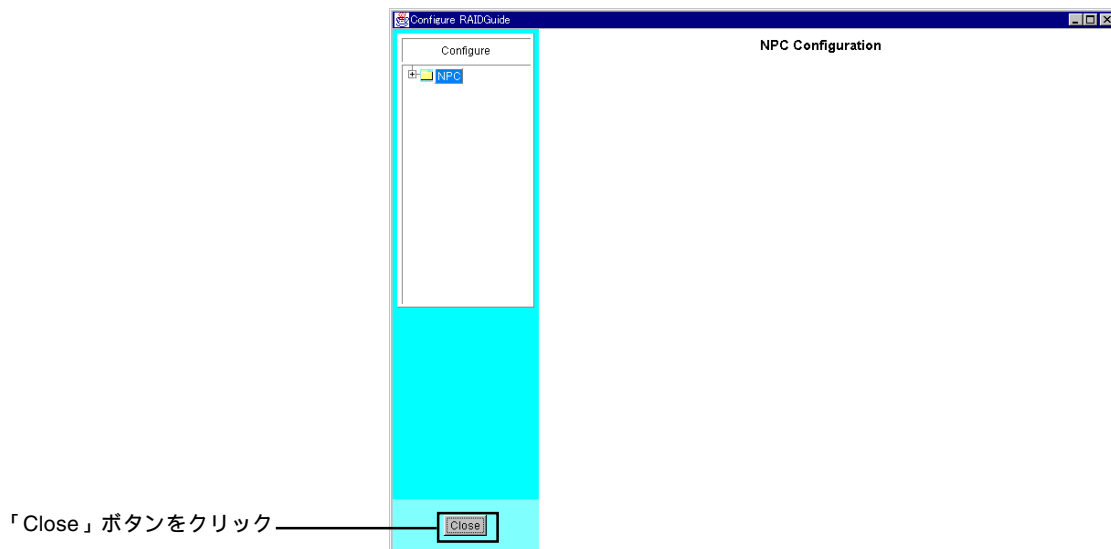 Configure RAIDGuide
Configure
NPC
NPC Configuration
「Close」ボタンをクリック
Close